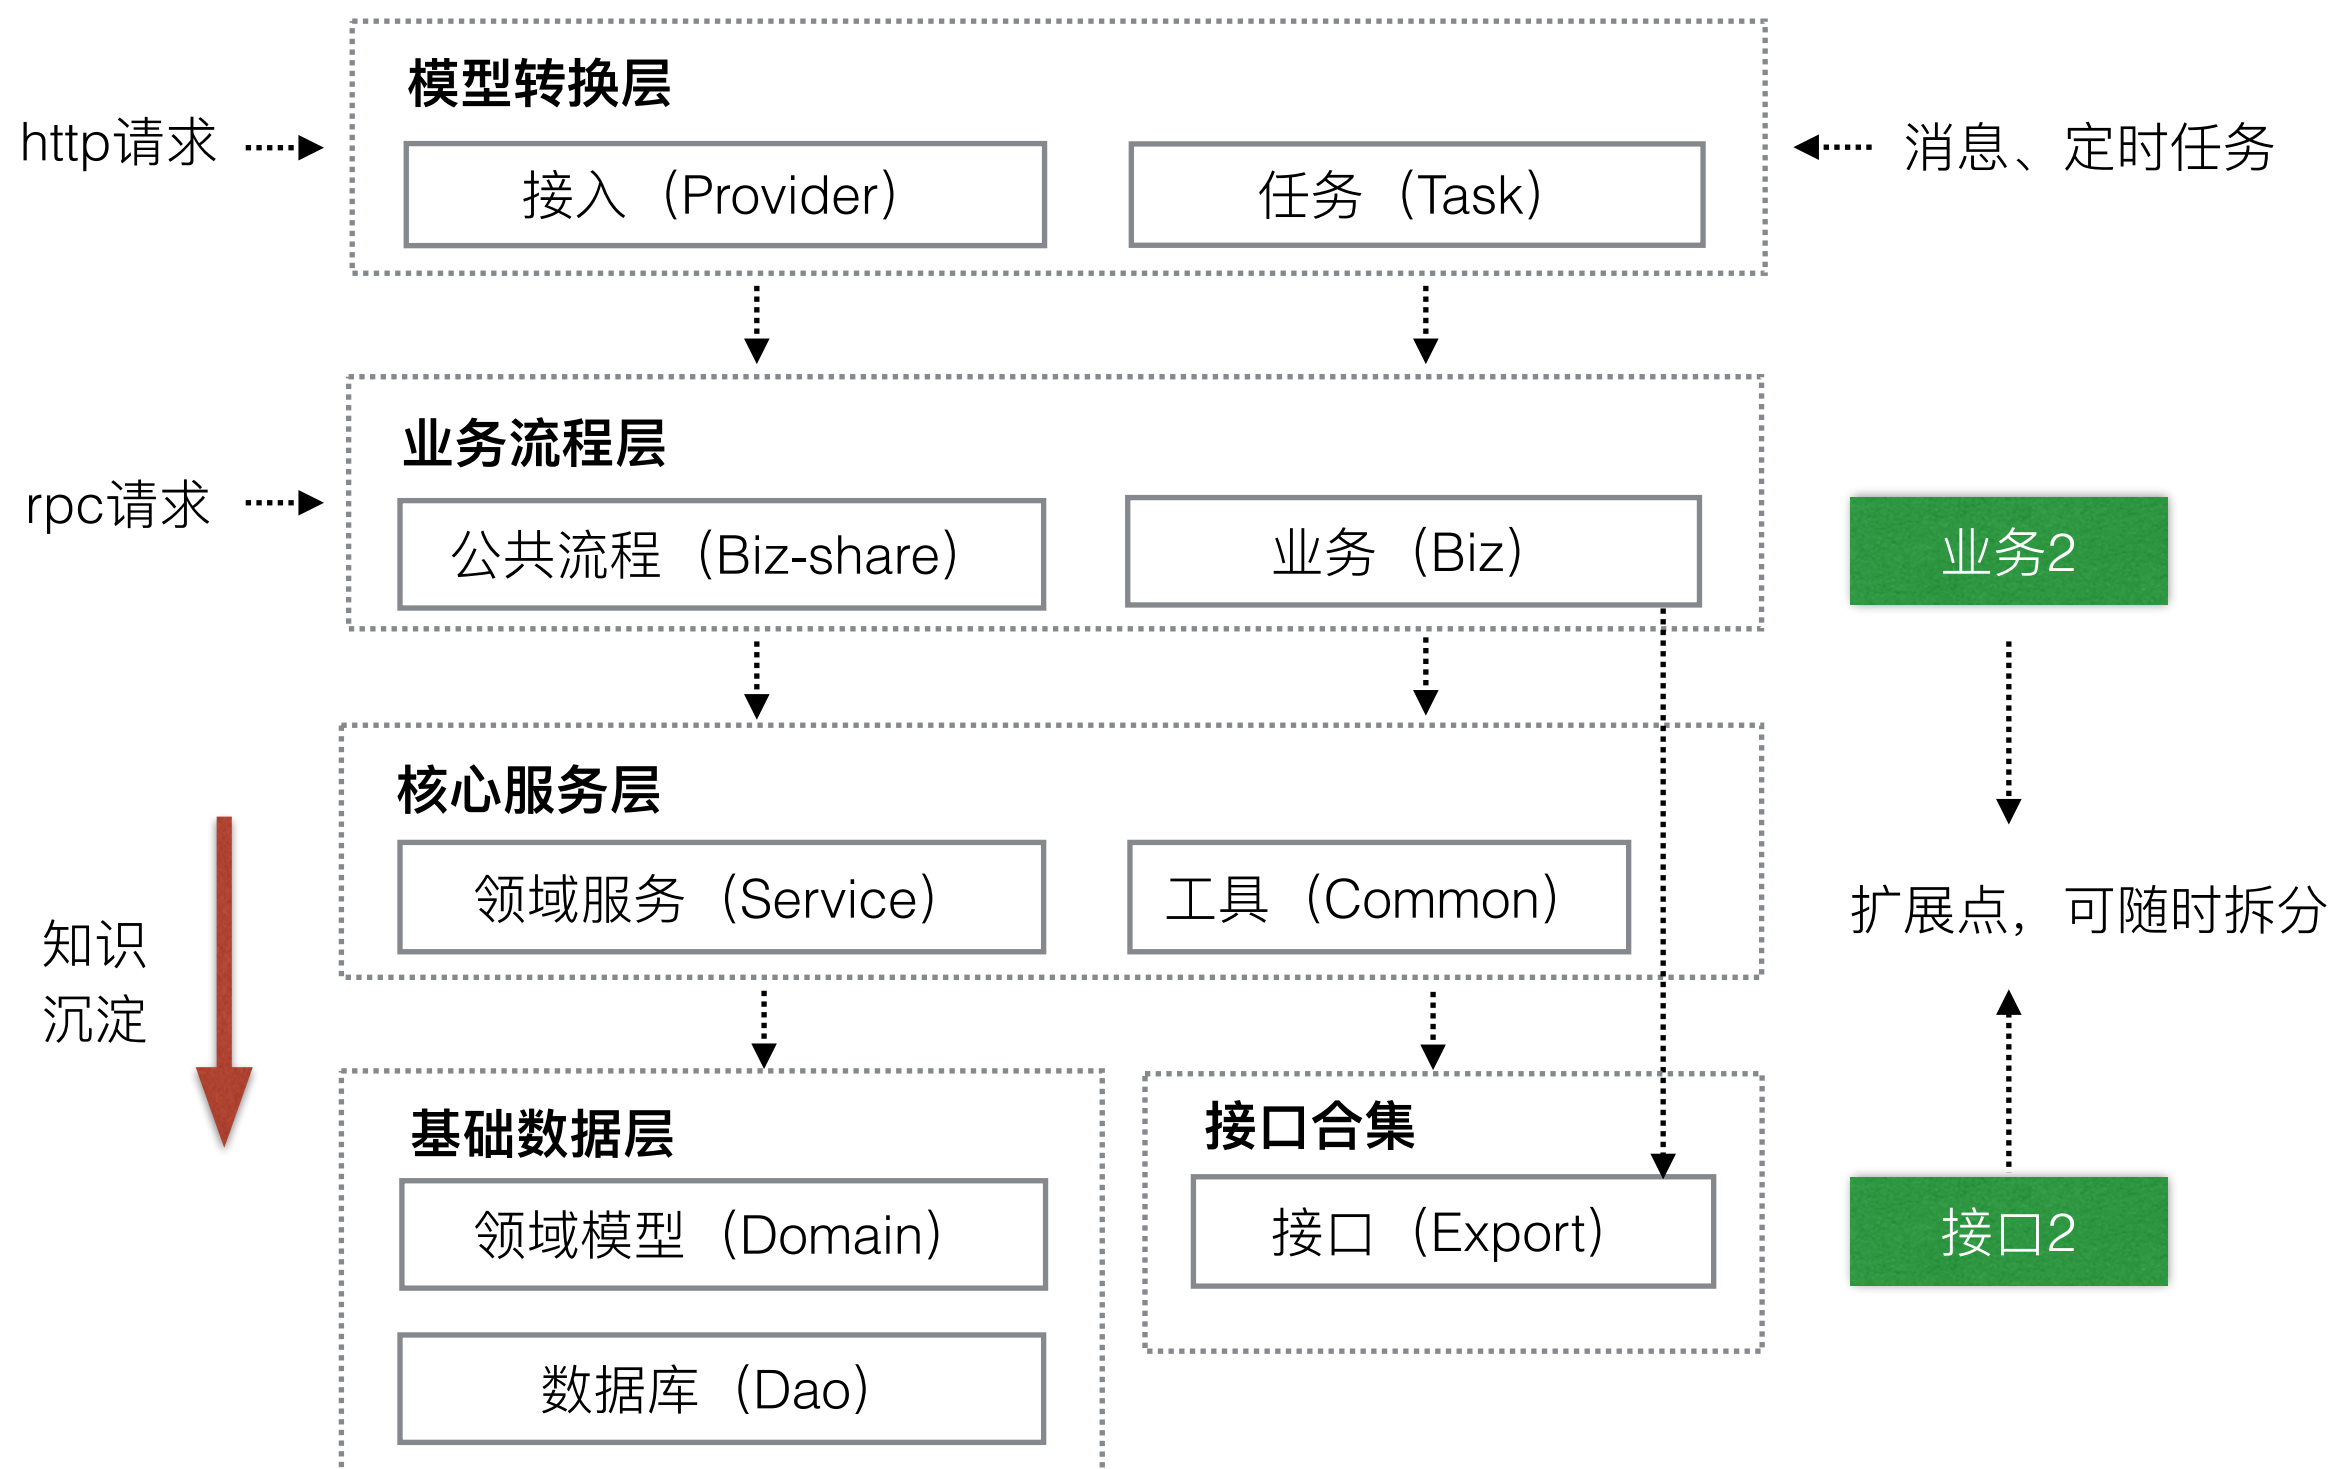 模型转换层
http请求
接入（Provider）
任务（Task）
消息、定时任务
业务流程层
rpc请求
公共流程（Biz-share）
业务（Biz）
业务2
核心服务层
领域服务（Service）
工具（Common）
扩展点，可随时拆分
知识
沉淀
基础数据层
接口合集
领域模型（Domain）
接口（Export）
接口2
数据库（Dao）